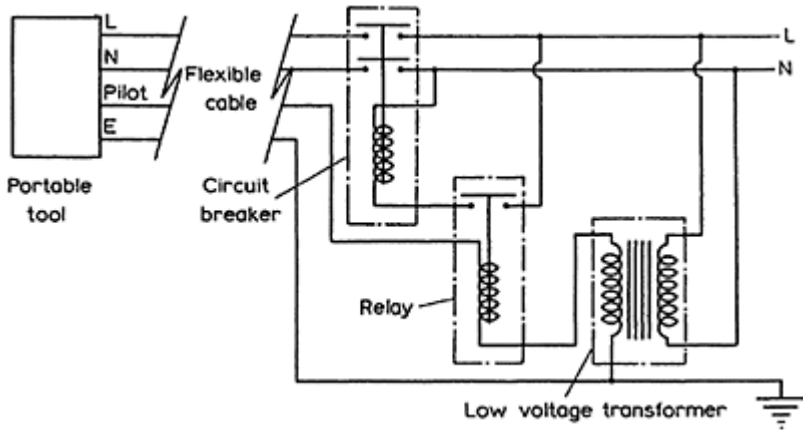 L
N
Pilot
E
Flexible
cable
L
N
Portable
tool
Circuit
breaker
Relay
Low voltage transformer